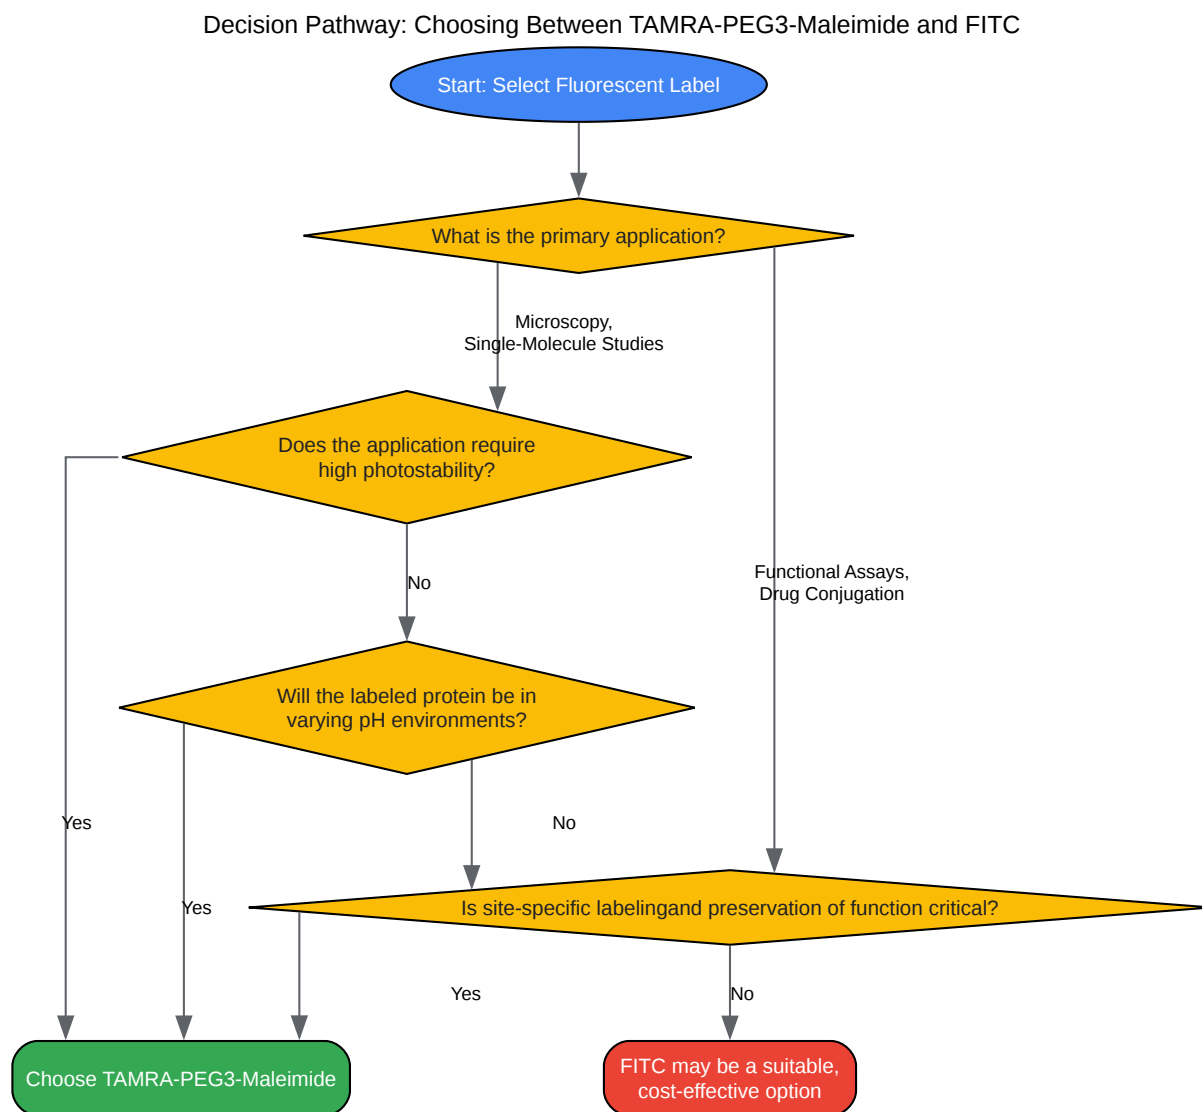 Decision Pathway: Choosing Between TAMRA-PEG3-Maleimide and FITC
Start: Select Fluorescent Label
What is the primary application?
Microscopy,
Single-Molecule Studies
Does the application require
high photostability?
Functional Assays,
Drug Conjugation
No
Will the labeled protein be in
varying pH environments?
Yes
No
Yes
Is site-specific labelingand preservation of function critical?
Yes
No
Choose TAMRA-PEG3-Maleimide
FITC may be a suitable,
cost-effective option